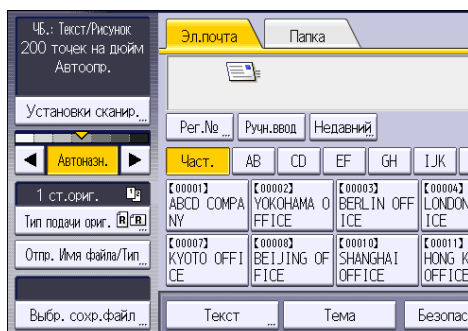 ЧБ.: Текст/Рисунок
200 точек на дюйм
Автоопр.
Установки сканир.
Автоназн.
1 ст.ориг.
Тип подачи ориг.
Отпр. Имя файла/Тип
Выбр. сохр.файл
Эл.почта Папка
Рег.№ Ручн.ввод Недавний
Част. AB CD EF GH IJK
[00001] [00002] [00003] [00004]
ABCD COMPA YOKOHAMA O BERLIN OFF LONDON
NY FFICE ICE ICE
[00007] [00008] [00010] [00011]
KYOTO OFFI BEIJING OF SHANGHAI HONG K
CE FICE OFFICE OFFICE
Текст Тема Безопас